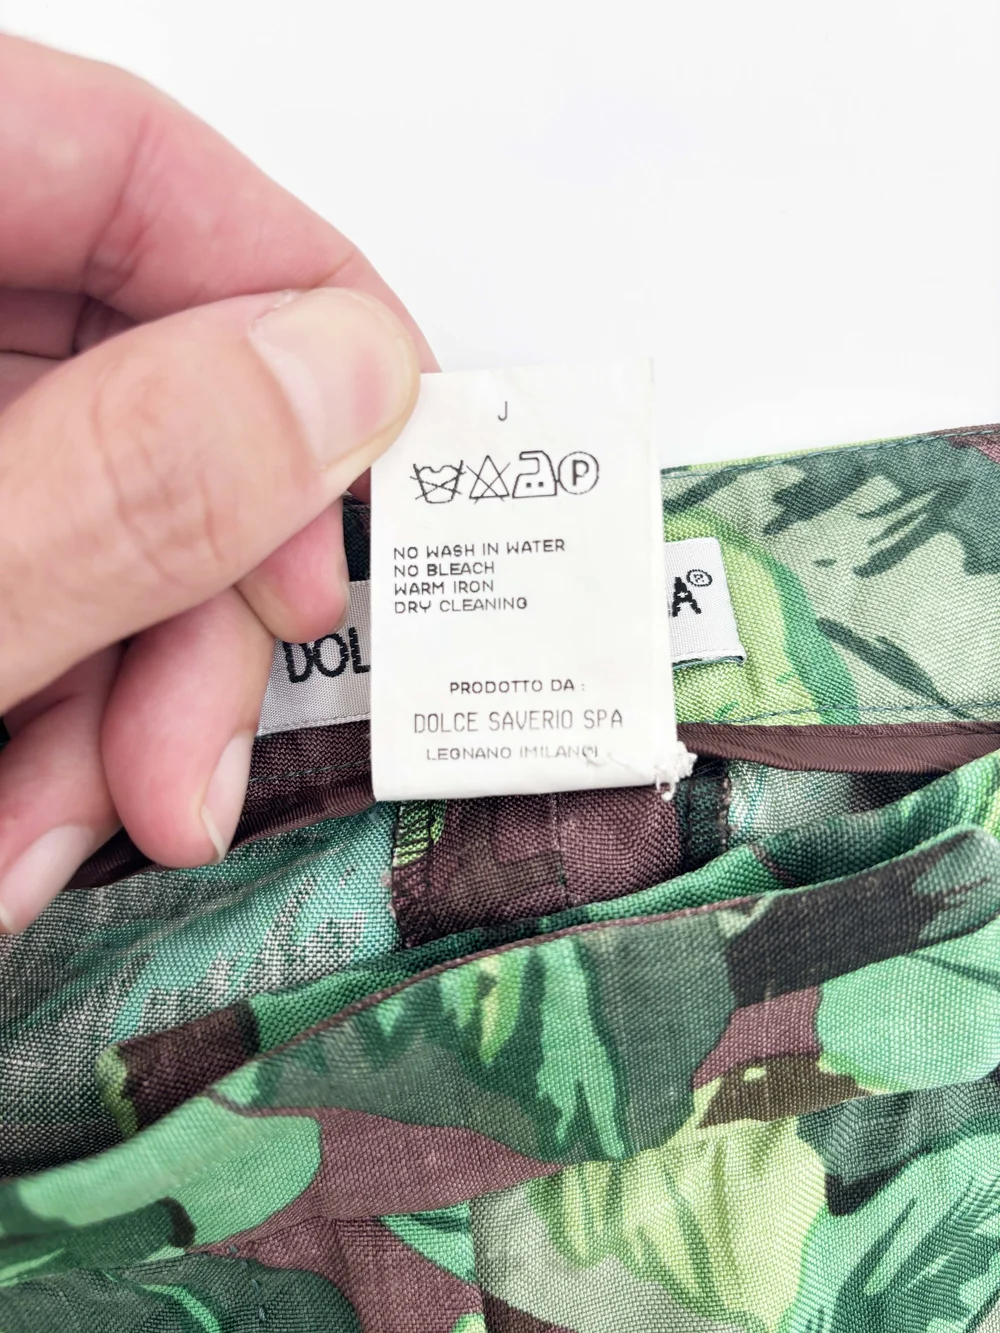 J
P
NO WASH IN WATER
NO BLEACH
WARM IRON
DRY CLEANING
DOL A®
PRODOTTO DA :
DOLCE SAVERIO SPA
LEGNANO (MILANO)